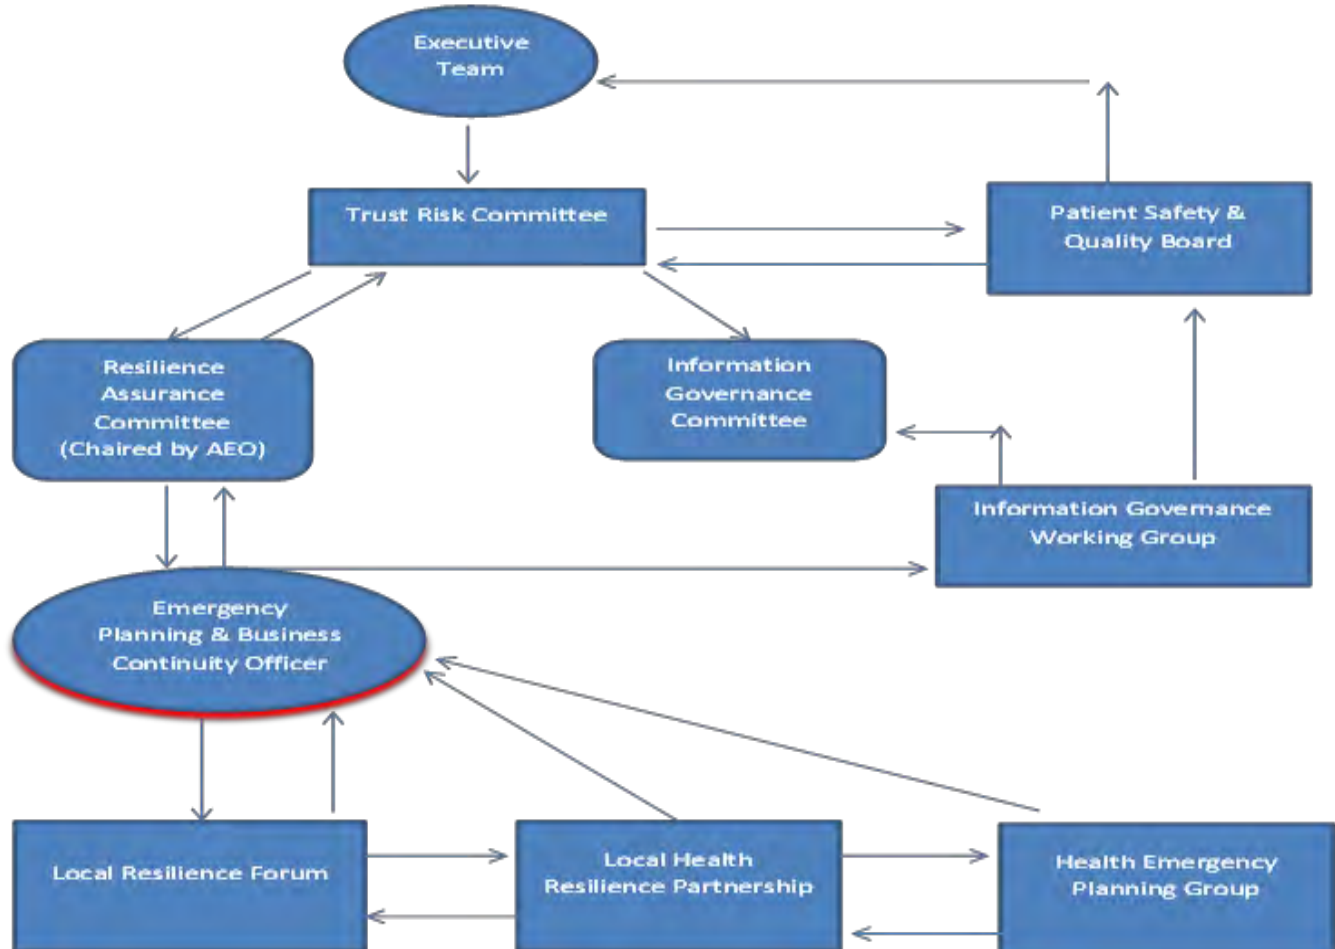 Executive
Team
Trust Risk Committee
Patient Safety &
Quality Board
Resilience
Assurance
Committee
(Chaired by AEO)
Information
Governance
Committee
Information Governance
Working Group
Emergency
Planning & Business
Continuity Officer
Local Resilience Forum
Local Health
Resilience Partnership
Health Emergency
Planning Group